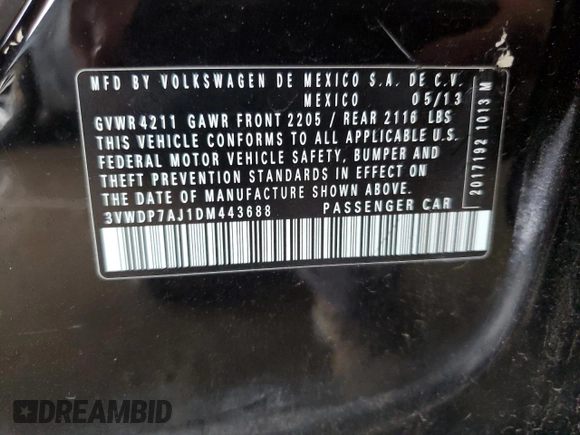 MFD BY VOLKSWAGEN DE MEXICO S.A. DE C.V.
MEXICO 05/13
GVWR 4211 GAWR FRONT 2205 / REAR 2116 LBS
THIS VEHICLE CONFORMS TO ALL APPLICABLE U.S.
FEDERAL MOTOR VEHICLE SAFETY, BUMPER AND
THEFT PREVENTION STANDARDS IN EFFECT ON
THE DATE OF MANUFACTURE SHOWN ABOVE.
3VWDP7AJ1DM443688 PASSENGER CAR
2017192 1013 M
DREAMBID